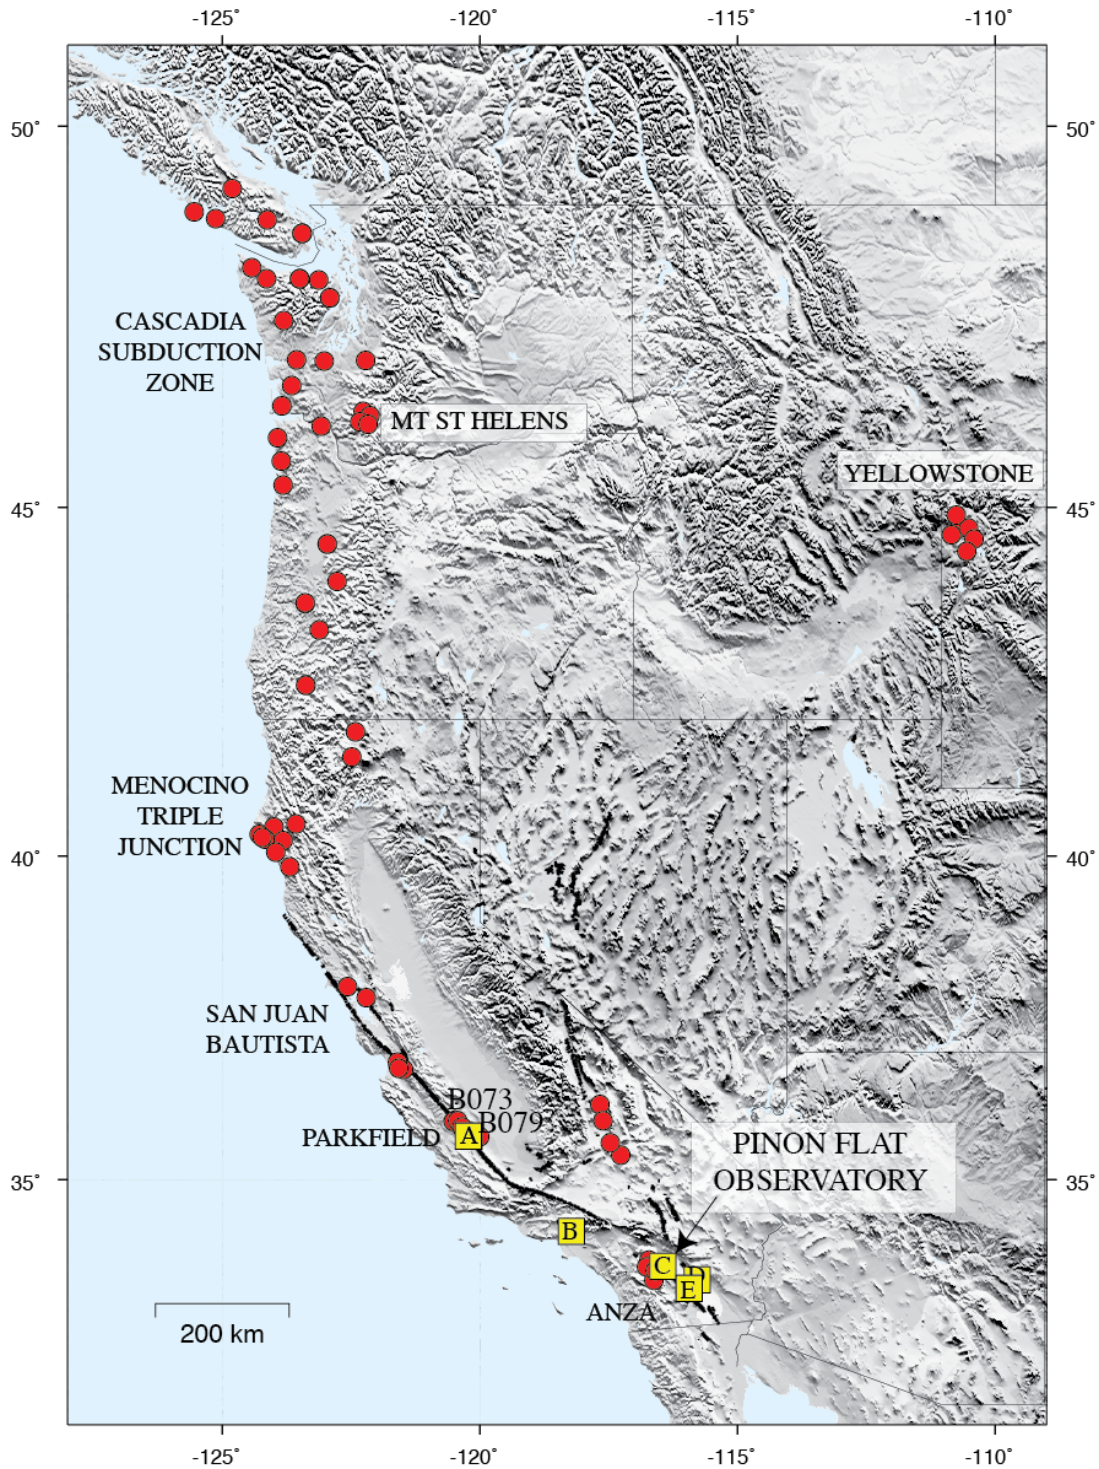 -125° -120° -115° -110°
50° 50°
CASCADIA
SUBDUCTION
ZONE
MT ST HELENS
YELLOWSTONE
45° 45°
MENOCINO
TRIPLE
JUNCTION
40° 40°
SAN JUAN
BAUTISTA
B073
B079
PARKFIELD
A
PINON FLAT
OBSERVATORY
35° 35°
B
C
D
E
ANZA
200 km
-125° -120° -115° -110°